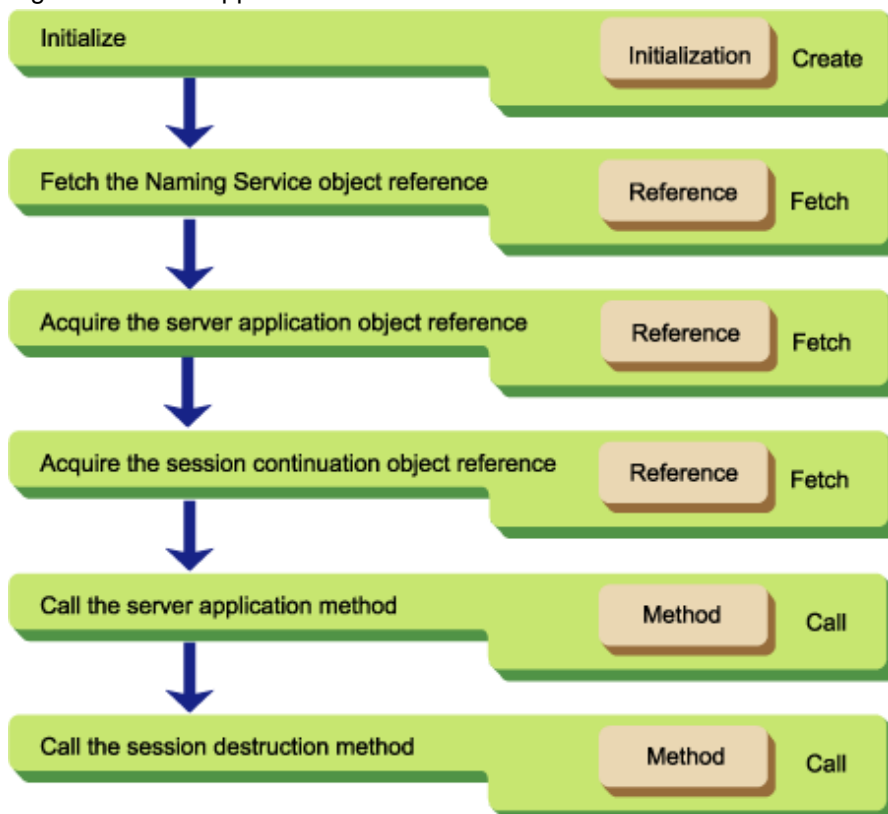 Initialize
Initialization Create
Fetch the Naming Service object reference
Reference Fetch
Acquire the server application object reference
Reference Fetch
Acquire the session continuation object reference
Reference Fetch
Call the server application method
Method Call
Call the session destruction method
Method Call